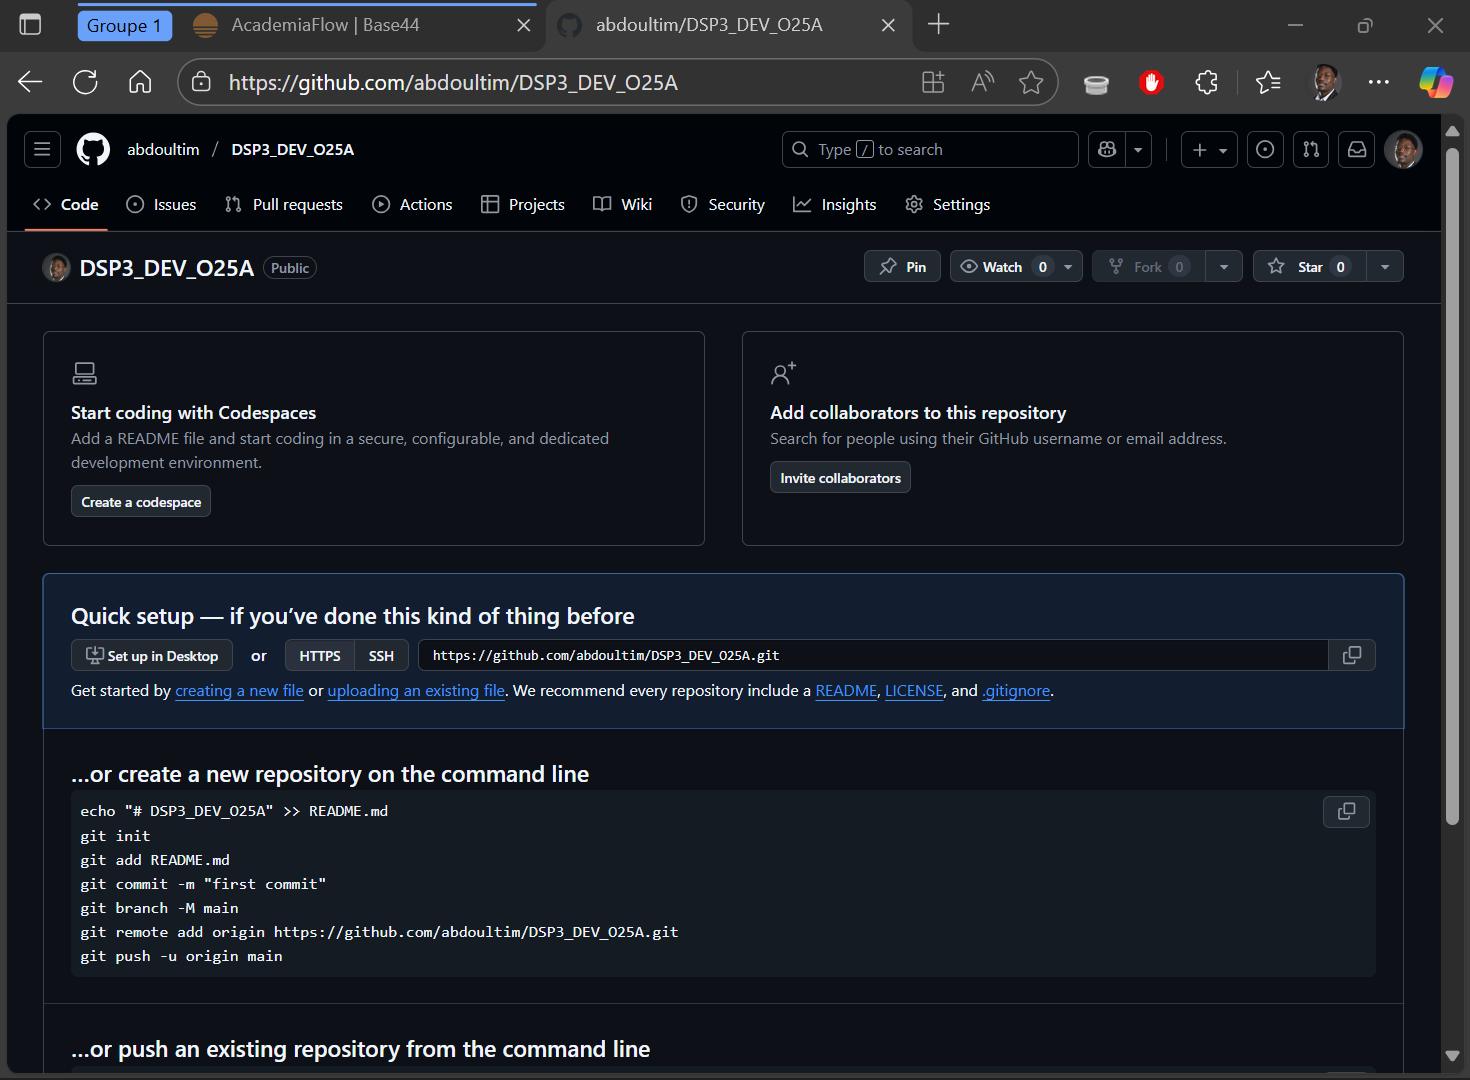 Groupe 1
AcademiaFlow | Base44
abdoultim/DSP3_DEV_O25A
https://github.com/abdoultim/DSP3_DEV_O25A
abdoultim / DSP3_DEV_O25A
Type / to search
Code
Issues
Pull requests
Actions
Projects
Wiki
Security
Insights
Settings
DSP3_DEV_O25A
Public
Pin
Watch 0
Fork 0
Star 0
Start coding with Codespaces
Add a README file and start coding in a secure, configurable, and dedicated
development environment.
Create a codespace
Add collaborators to this repository
Search for people using their GitHub username or email address.
Invite collaborators
Quick setup — if you’ve done this kind of thing before
Set up in Desktop or HTTPS SSH https://github.com/abdoultim/DSP3_DEV_O25A.git
Get started by creating a new file or uploading an existing file. We recommend every repository include a README, LICENSE, and .gitignore.
…or create a new repository on the command line
echo "# DSP3_DEV_O25A" >> README.md
git init
git add README.md
git commit -m "first commit"
git branch -M main
git remote add origin https://github.com/abdoultim/DSP3_DEV_O25A.git
git push -u origin main
…or push an existing repository from the command line